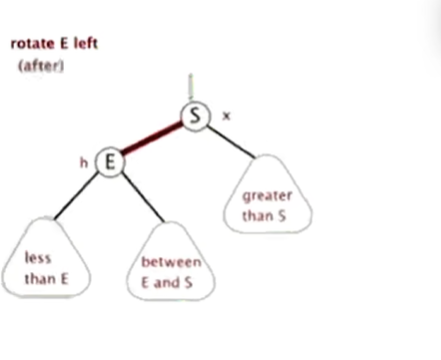 rotate E left
(after)
S
x
h
E
greater
than S
less
than E
between
E and S